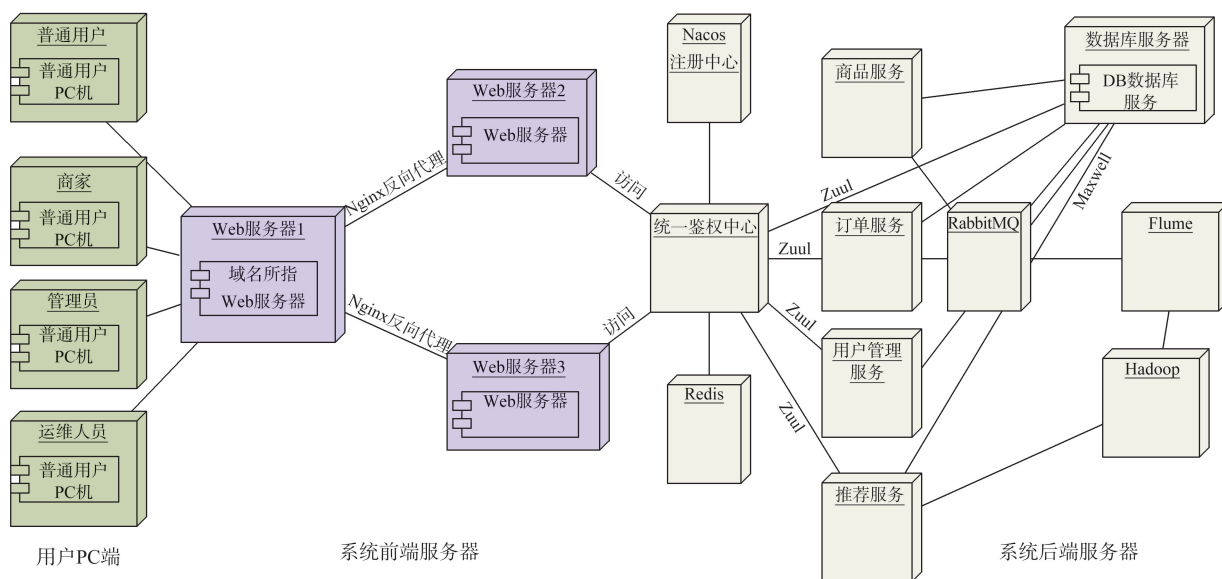 普通用户
普通用户
PC机
商家
普通用户
PC机
管理员
普通用户
PC机
运维人员
普通用户
PC机
用户PC端
Web服务器1
域名所指
Web服务器
Nginx反向代理
Nginx反向代理
Web服务器2
Web服务器
Web服务器3
Web服务器
系统前端服务器
访问
访问
Nacos
注册中心
统一鉴权中心
Redis
Zuul
Zuul
Zuul
Zuul
商品服务
订单服务
用户管理
服务
推荐服务
RabbitMQ
Maxwell
数据库服务器
DB数据库
服务
Flume
Hadoop
系统后端服务器